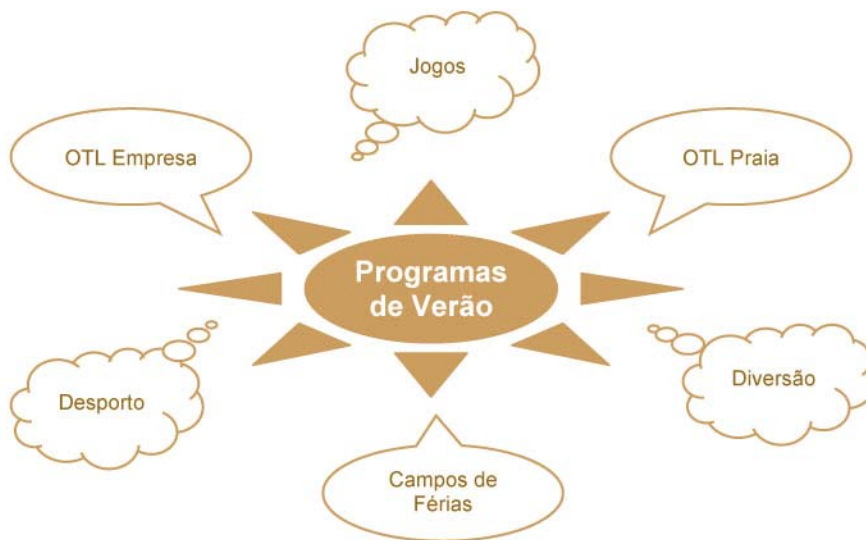 Jogos
OTL Empresa
OTL Praia
Programas
de Verão
Desporto
Diversão
Campos de
Férias